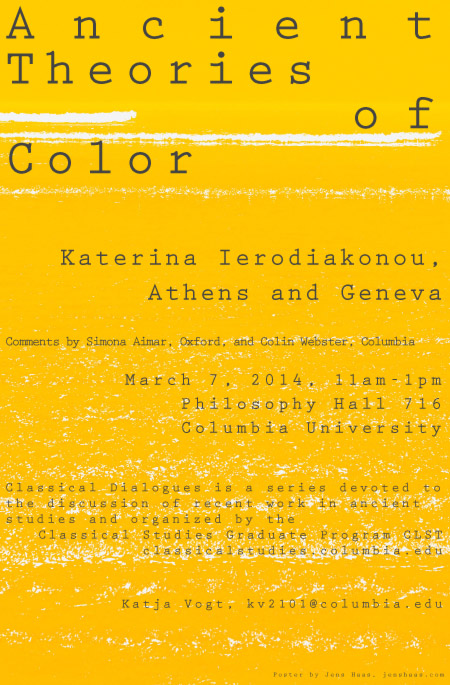 Ancient
Theories
of
Color
Katerina Ierodiakonou,
Athens and Geneva
Comments by Simona Aimar, Oxford, and Colin Webster, Columbia
March 7, 2014, 11am-1pm
Philosophy Hall 716
Columbia University
Classical Dialogues is a series devoted to
the discussion of recent work in ancient
studies and organized by the
Classical Studies Graduate Program CLST
classicalstudies.columbia.edu
Katja Vogt, kv2101@columbia.edu
Poster by Jens Haas, jenshaas.com